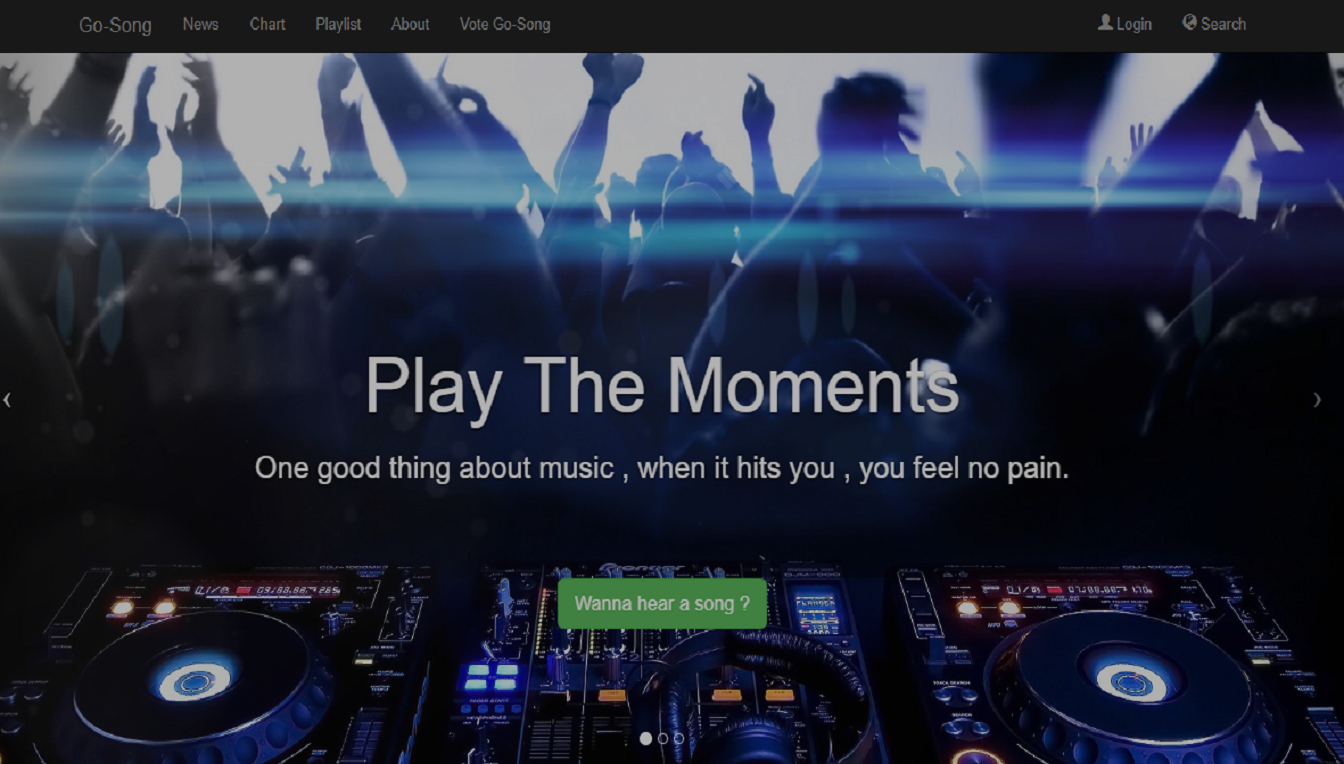 Go-Song News Chart Playlist About Vote Go-Song Login Search
Play The Moments
One good thing about music , when it hits you , you feel no pain.
Pioneer
Wanna hear a song ?